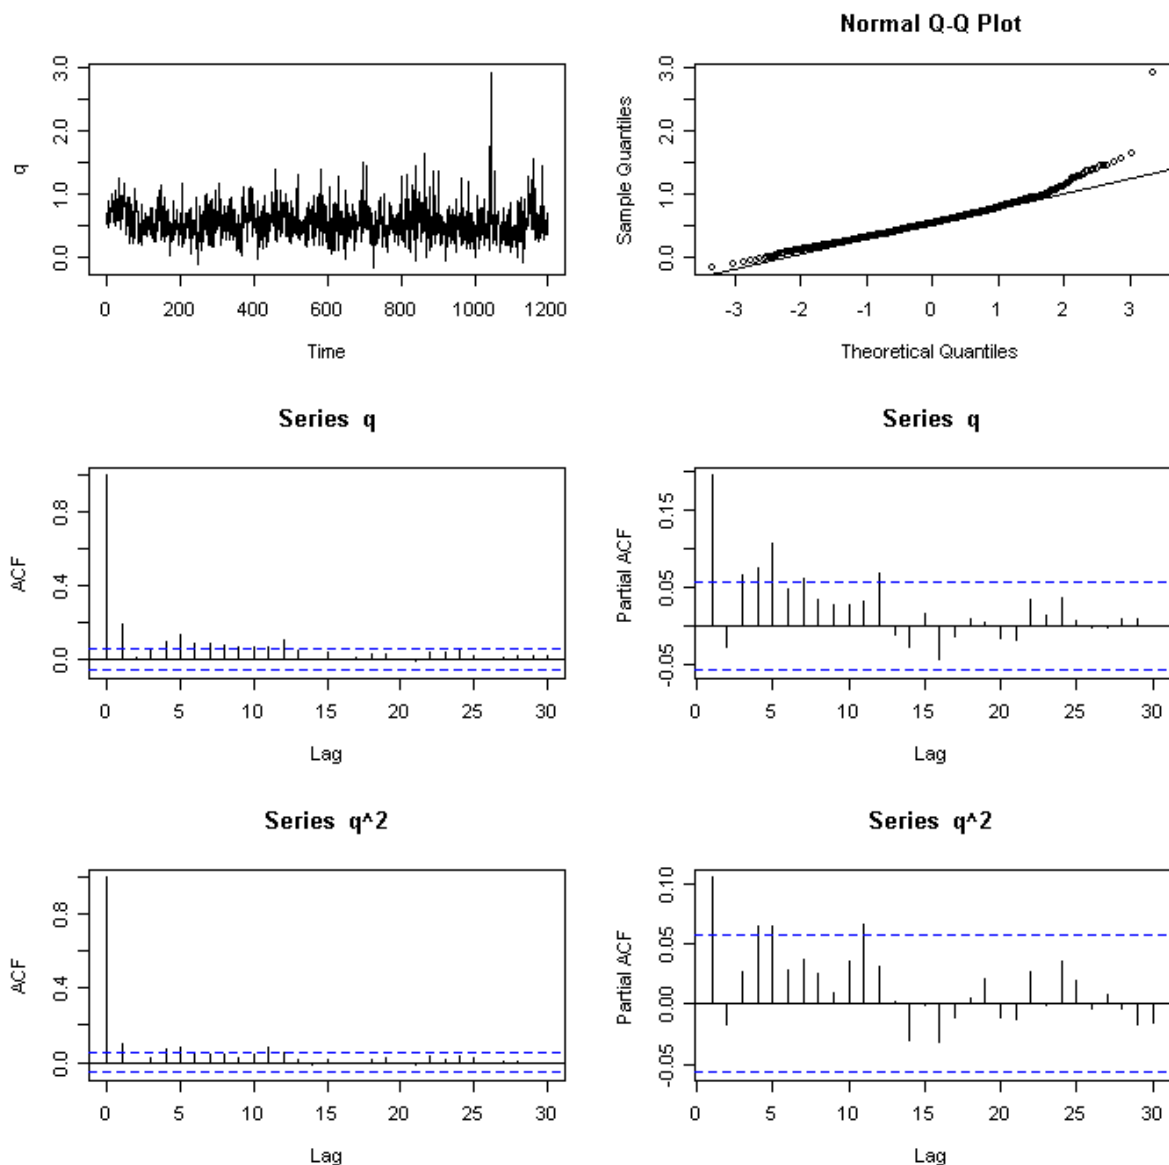 Normal Q-Q Plot
q
0.0 1.0 2.0 3.0
0 200 400 600 800 1000 1200
Time
Sample Quantiles
0.0 1.0 2.0 3.0
-3 -2 -1 0 1 2 3
Theoretical Quantiles
Series q
ACF
0.0 0.4 0.8
0 5 10 15 20 25 30
Lag
Series q
Partial ACF
-0.05 0.05 0.15
0 5 10 15 20 25 30
Lag
Series q^2
ACF
0.0 0.4 0.8
0 5 10 15 20 25 30
Lag
Series q^2
Partial ACF
-0.05 0.00 0.05 0.10
0 5 10 15 20 25 30
Lag